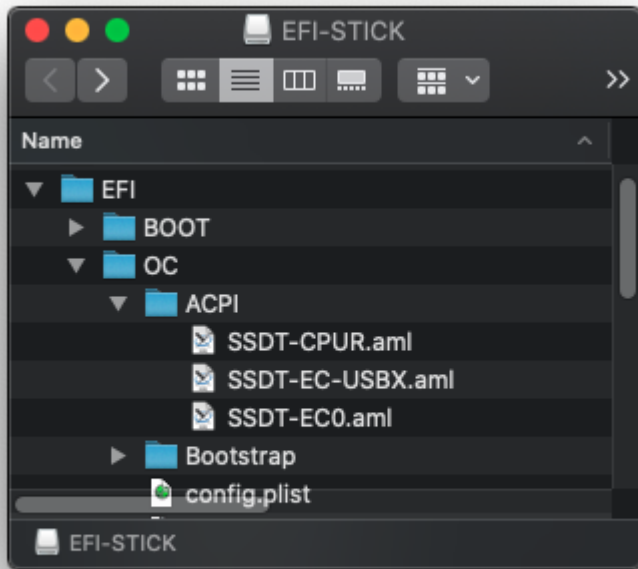 EFI-STICK
Name
EFI
BOOT
OC
ACPI
SSDT-CPUR.aml
SSDT-EC-USBX.aml
SSDT-EC0.aml
Bootstrap
config.plist
EFI-STICK